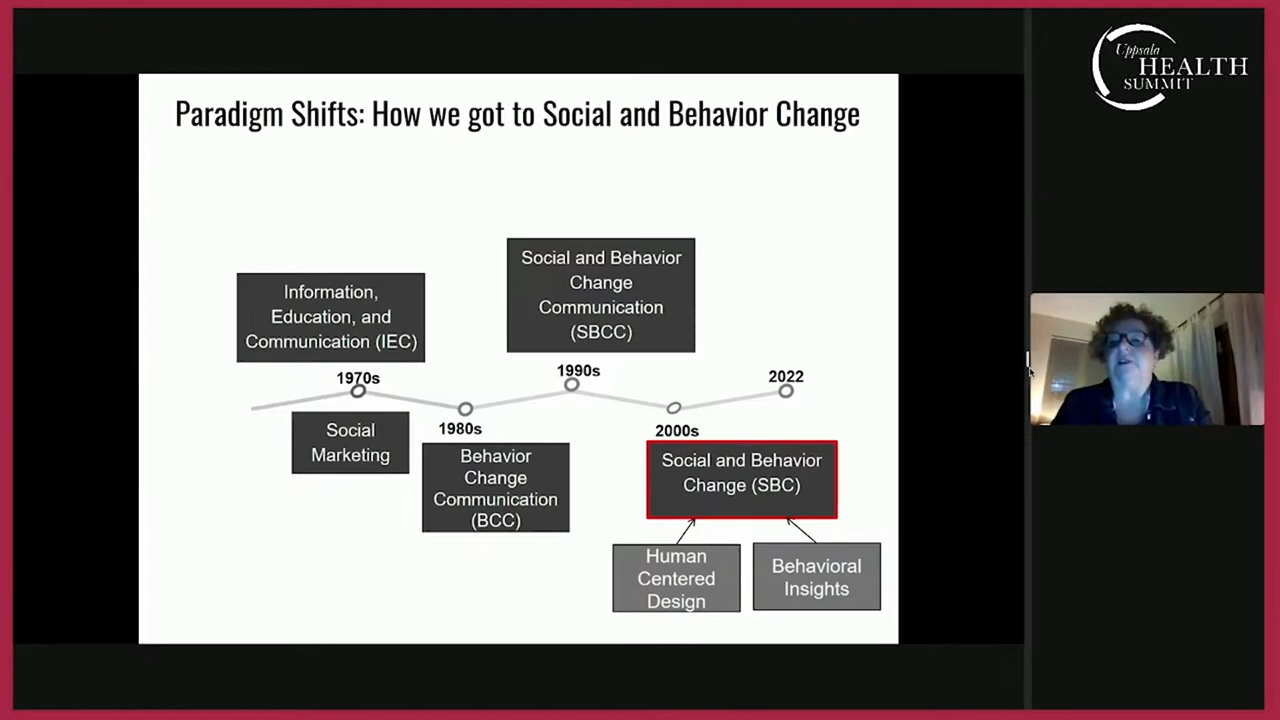 Paradigm Shifts: How we got to Social and Behavior Change
Uppsala
HEALTH
SUMMIT
Information,
Education, and
Communication (IEC)
Social and Behavior
Change
Communication
(SBCC)
1970s
1990s
2022
1980s
2000s
Social
Marketing
Behavior
Change
Communication
(BCC)
Social and Behavior
Change (SBC)
Human
Centered
Design
Behavioral
Insights